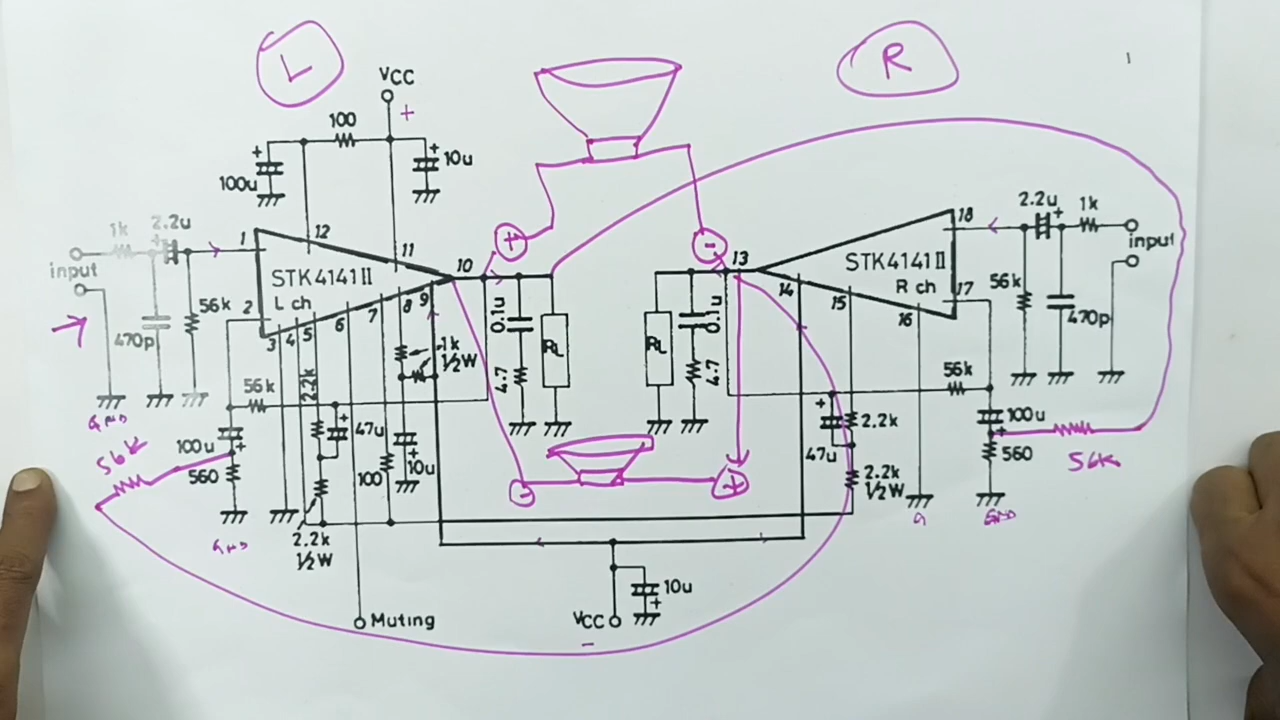 L
R
VCC
+
100
+
100u
+
10u
1k
2.2u
+
input
470p
56k
GND
1
2
3
4
5
6
7
8
9
10
11
12
STK4141II
L ch
56k
100u
+
560
GND
56k
2.2k
47u
+
100
1k
½W
10u
+
2.2k
½W
Muting
0.1u
4.7
RL
+
-
-
+
RL
0.1u
4.7
13
14
15
16
17
18
STK4141II
R ch
2.2u
+
1k
input
56k
470p
56k
100u
+
560
GND
56k
+
47u
2.2k
2.2k
½W
G
VCC
-
10u
+